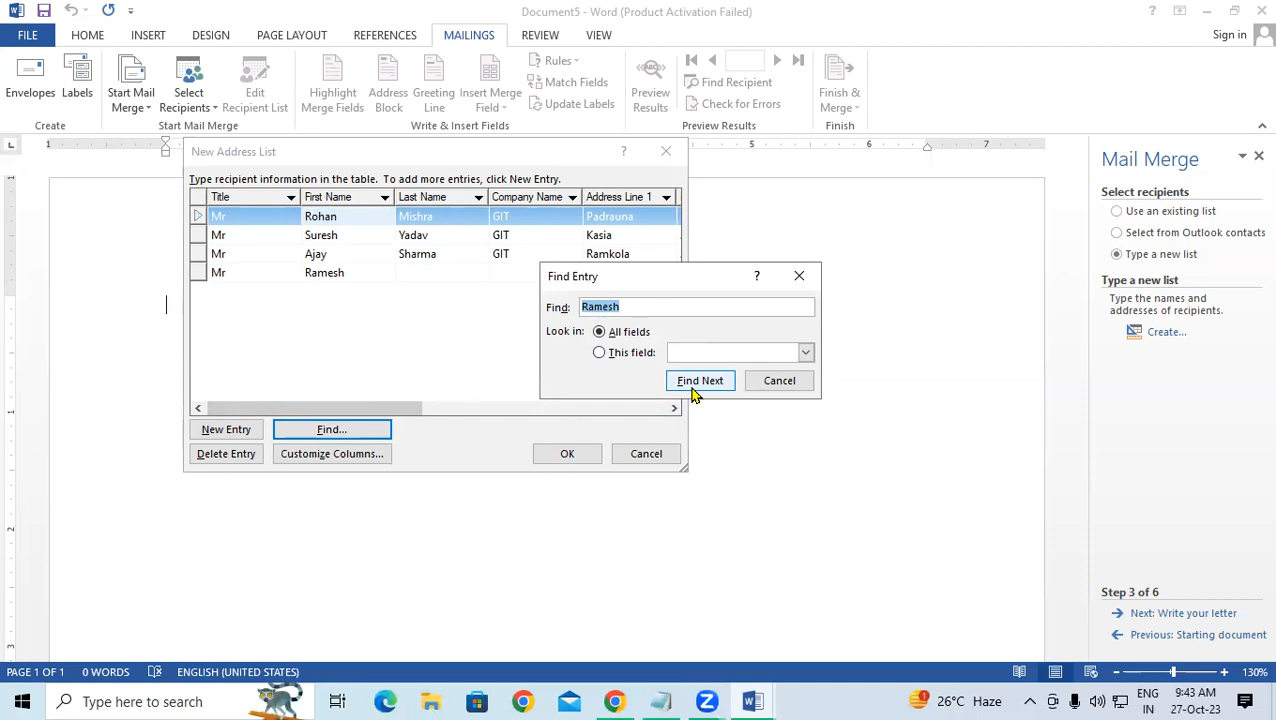 Document5 - Word (Product Activation Failed)
FILE HOME INSERT DESIGN PAGE LAYOUT REFERENCES MAILINGS REVIEW VIEW Sign in
Envelopes Labels
Create
Start Mail Merge Select Recipients Edit Recipient List
Start Mail Merge
Highlight Merge Fields Address Block Greeting Line Insert Merge Field
Rules
Match Fields
Update Labels
Write & Insert Fields
Preview Results
Find Recipient
Check for Errors
Preview Results
Finish & Merge
Finish
1 5 6 7
New Address List ?
Type recipient information in the table. To add more entries, click New Entry.
Title First Name Last Name Company Name Address Line 1
Mr Rohan Mishra GIT Padrauna
Mr Suresh Yadav GIT Kasia
Mr Ajay Sharma GIT Ramkola
Mr Ramesh
Find Entry ?
Find: Ramesh
Look in: All fields
This field:
Find Next Cancel
New Entry Find...
Delete Entry Customize Columns... OK Cancel
Mail Merge
Select recipients
Use an existing list
Select from Outlook contacts
Type a new list
Type a new list
Type the names and
addresses of recipients.
Create...
Step 3 of 6
Next: Write your letter
Previous: Starting document
PAGE 1 OF 1 0 WORDS ENGLISH (UNITED STATES) 130%
Type here to search 26°C Haze ENG IN 9:43 AM 27-Oct-23